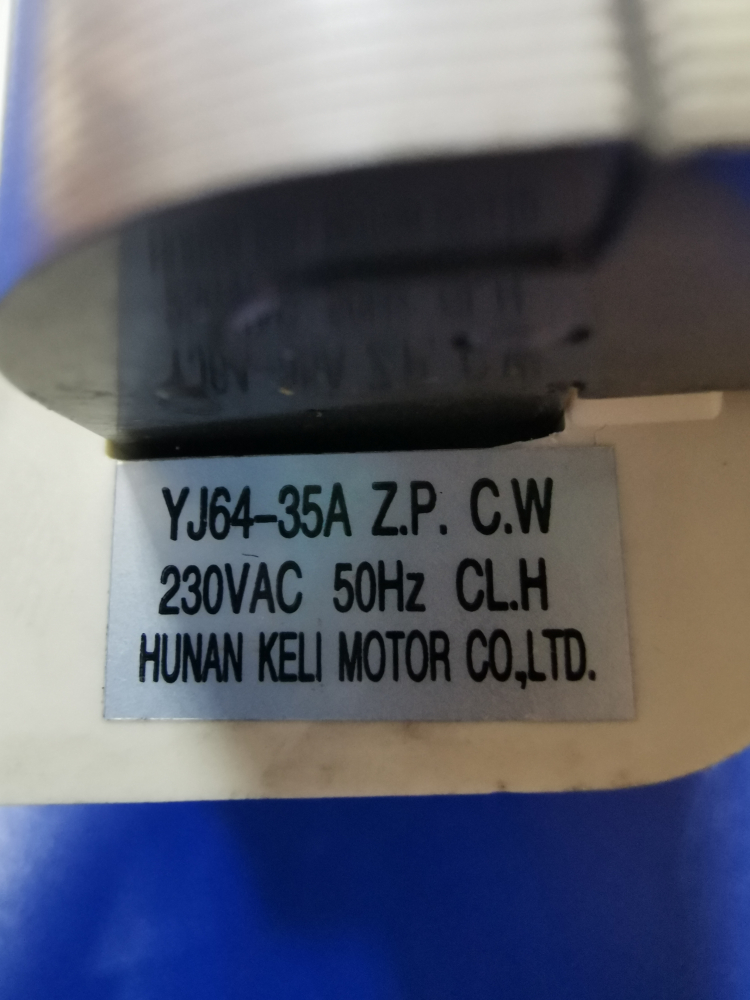 YJ64-35A Z.P. C.W
230VAC 50Hz CL.H
HUNAN KELI MOTOR CO.,LTD.